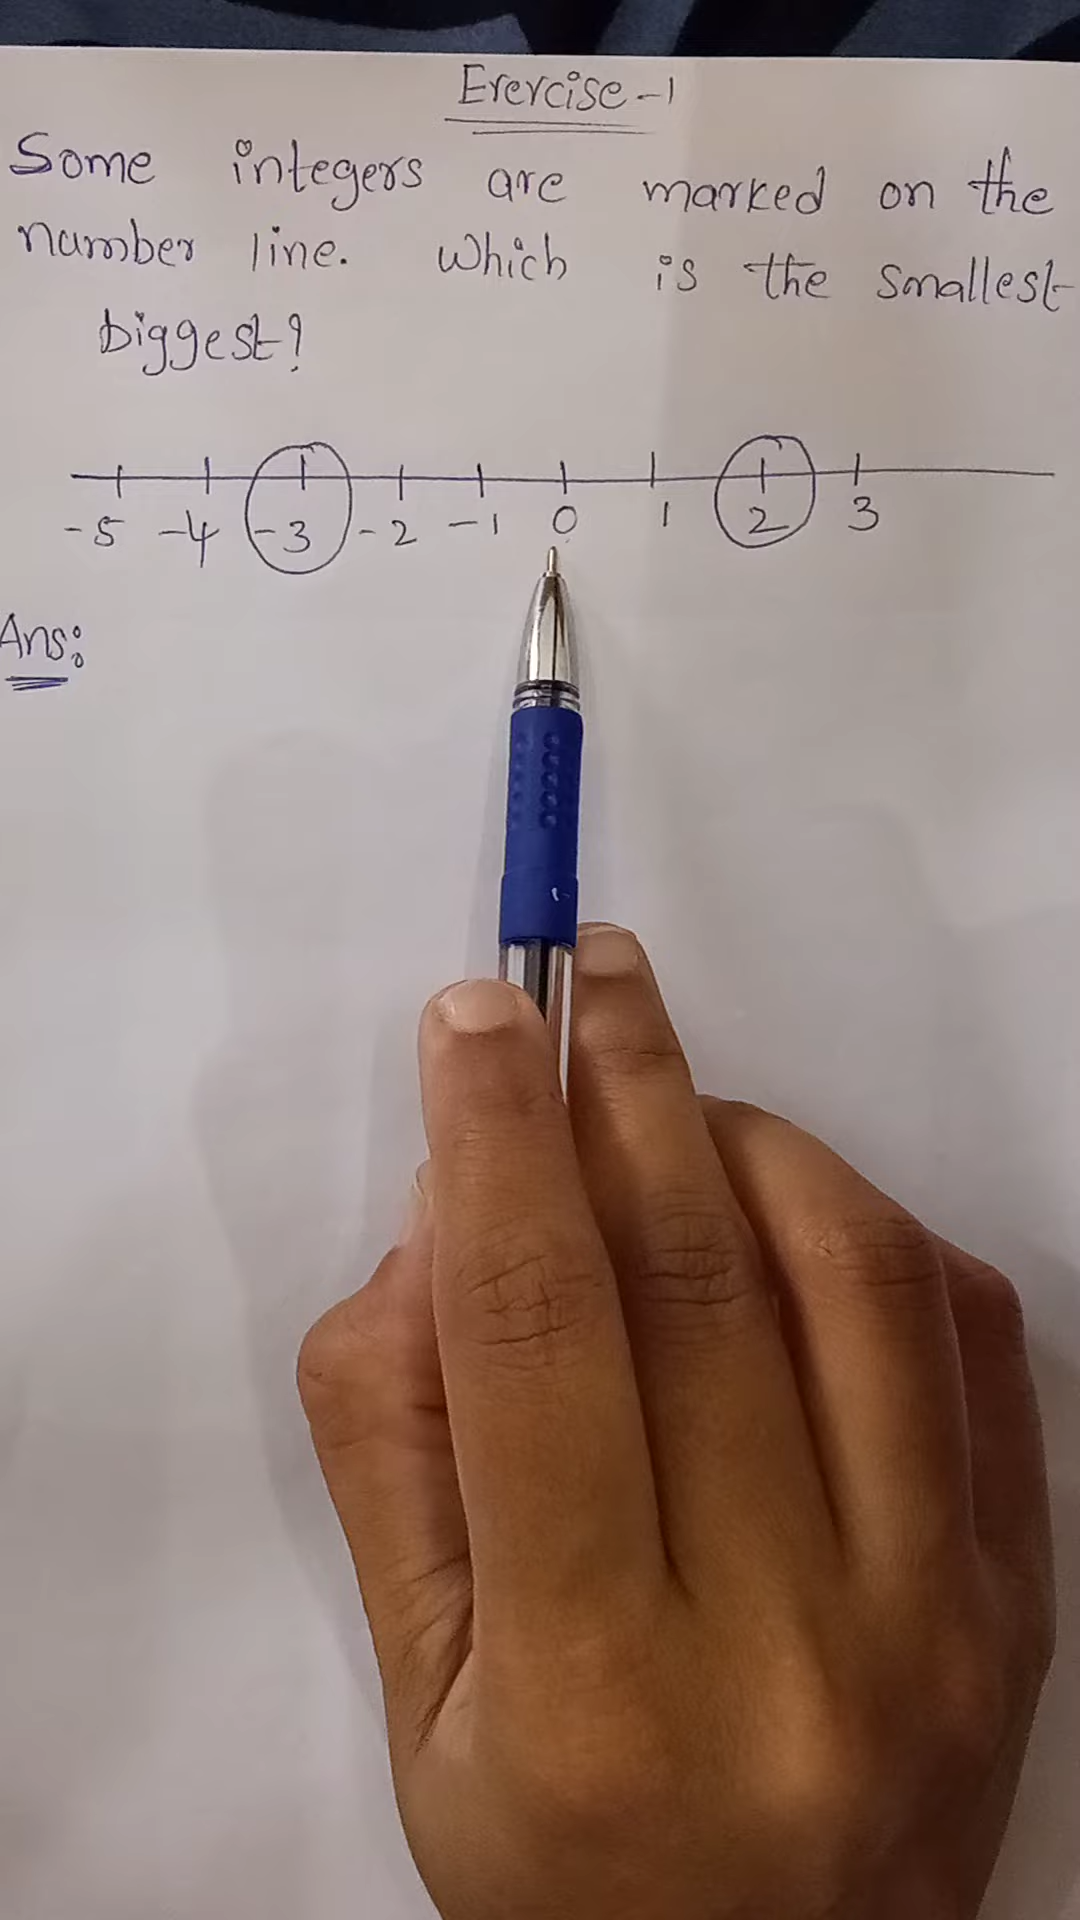 Exercise-1
Some integers are marked on the
number line. Which is the smallest
biggest?
-5 -4 -3 -2 -1 0 1 2 3
Ans: